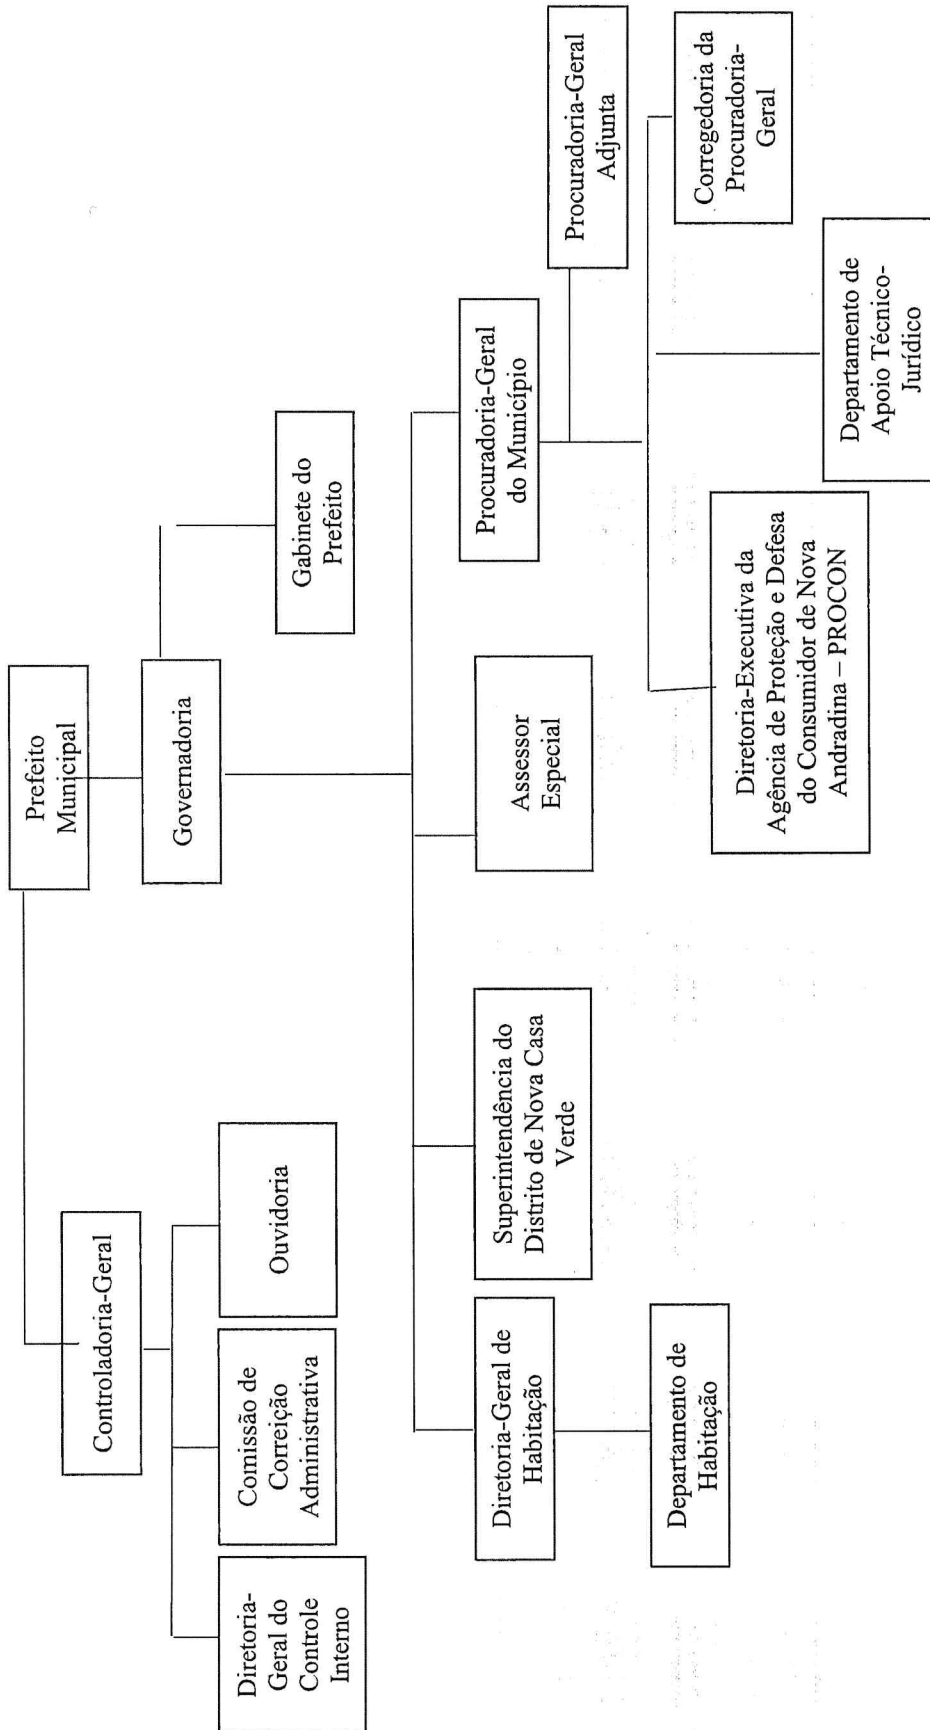 Prefeito
Municipal
Controladoria-Geral
Governadoria
Diretoria-
Geral do
Controle
Interno
Comissão de
Correição
Administrativa
Ouvidoria
Gabinete do
Prefeito
Diretoria-Geral de
Habitação
Superintendência do
Distrito de Nova Casa
Verde
Assessor
Especial
Procuradoria-Geral
do Município
Procuradoria-Geral
Adjunta
Departamento de
Habitação
Diretoria-Executiva da
Agência de Proteção e Defesa
do Consumidor de Nova
Andradina – PROCON
Departamento de
Apoio Técnico-
Jurídico
Corregedoria da
Procuradoria-
Geral